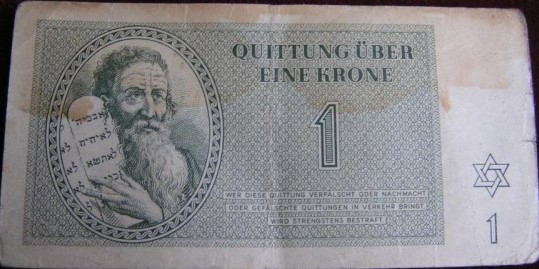 QUITTUNG ÜBER
EINE KRONE
1
WER DIESE QUITTUNG VERFÄLSCHT ODER NACHMACHT
ODER GEFÄLSCHTE QUITTUNGEN IN VERKEHR BRINGT,
WIRD STRENGSTENS BESTRAFT
1